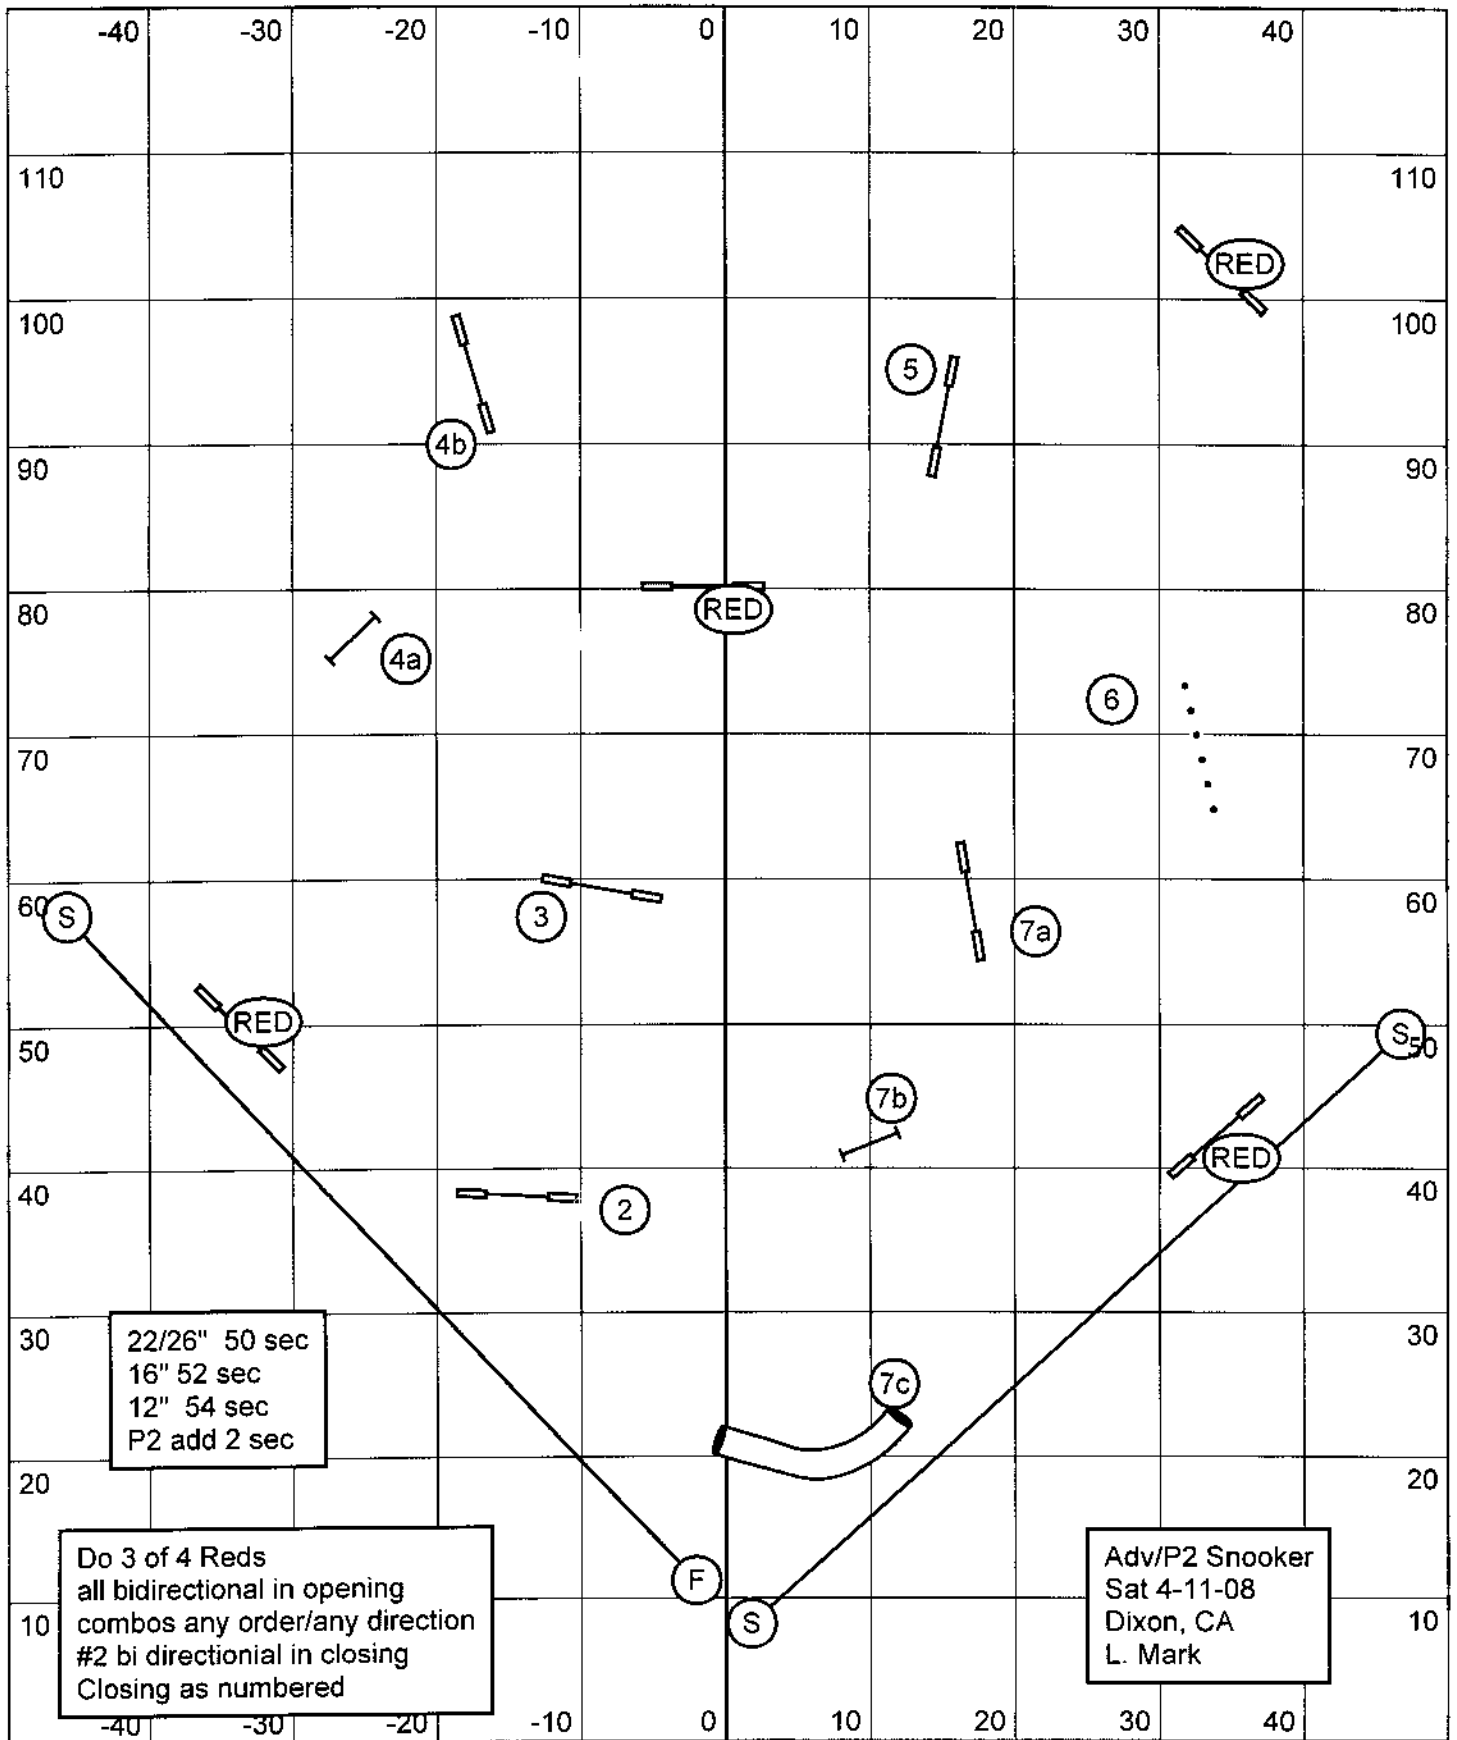 -40 -30 -20 -10 0 10 20 30 40
110 110
RED
100 100
5
4b
90 90
RED
80 80
4a
6
70 70
3
7a
60 S 60
RED
50 S 50
7b
RED
40 40
2
30 30
22/26" 50 sec
16" 52 sec
12" 54 sec
P2 add 2 sec
7c
20 20
Do 3 of 4 Reds
all bidirectional in opening
combos any order/any direction
#2 bi directionial in closing
Closing as numbered
F
S
Adv/P2 Snooker
Sat 4-11-08
Dixon, CA
L. Mark
10 10
-40 -30 -20 -10 0 10 20 30 40